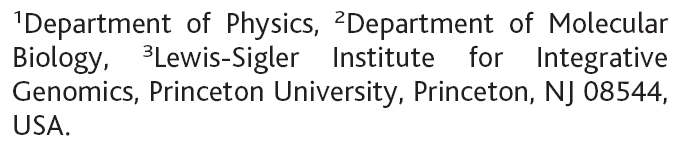 ¹Department of Physics, ²Department of Molecular
Biology, ³Lewis-Sigler Institute for Integrative
Genomics, Princeton University, Princeton, NJ 08544,
USA.